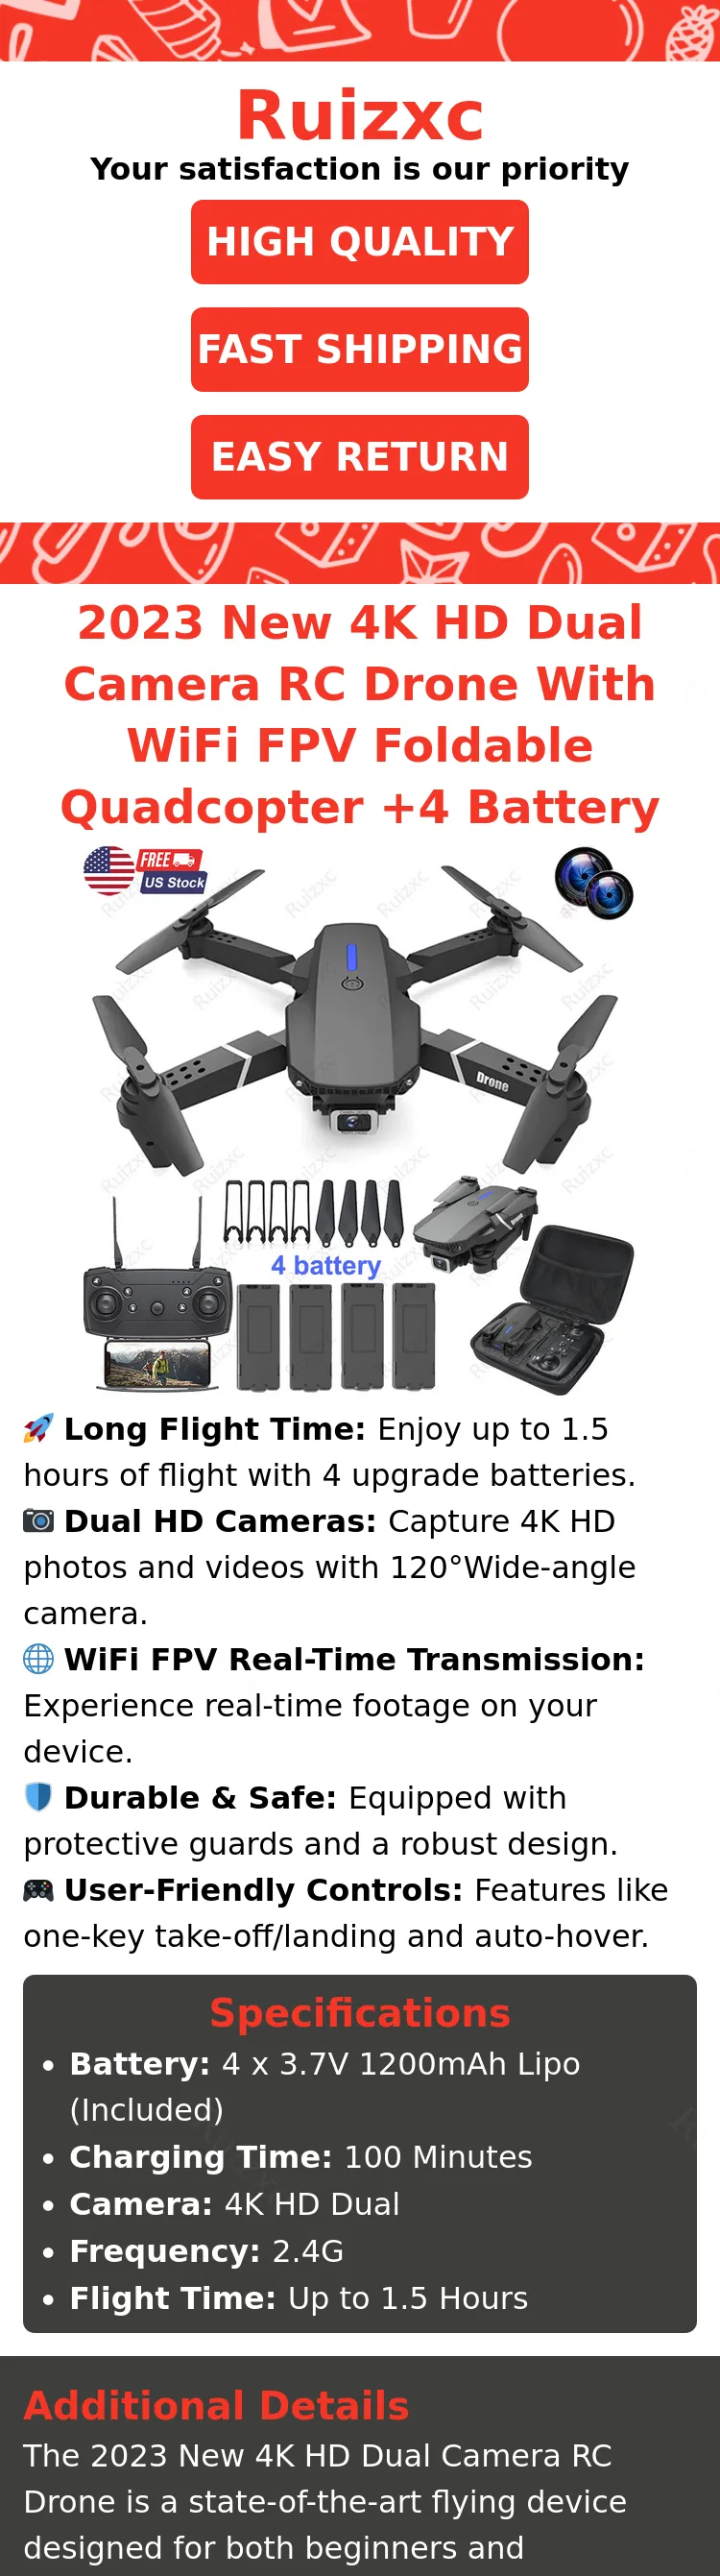 Ruizxc
Your satisfaction is our priority
HIGH QUALITY
FAST SHIPPING
EASY RETURN
2023 New 4K HD Dual
Camera RC Drone With
WiFi FPV Foldable
Quadcopter +4 Battery
FREE
US Stock
Drone
4 battery
🚀 Long Flight Time: Enjoy up to 1.5
hours of flight with 4 upgrade batteries.
📷 Dual HD Cameras: Capture 4K HD
photos and videos with 120°Wide-angle
camera.
🌐 WiFi FPV Real-Time Transmission:
Experience real-time footage on your
device.
🛡️ Durable & Safe: Equipped with
protective guards and a robust design.
🎮 User-Friendly Controls: Features like
one-key take-off/landing and auto-hover.
Specifications
• Battery: 4 x 3.7V 1200mAh Lipo
(Included)
• Charging Time: 100 Minutes
• Camera: 4K HD Dual
• Frequency: 2.4G
• Flight Time: Up to 1.5 Hours
Additional Details
The 2023 New 4K HD Dual Camera RC
Drone is a state-of-the-art flying device
designed for both beginners and